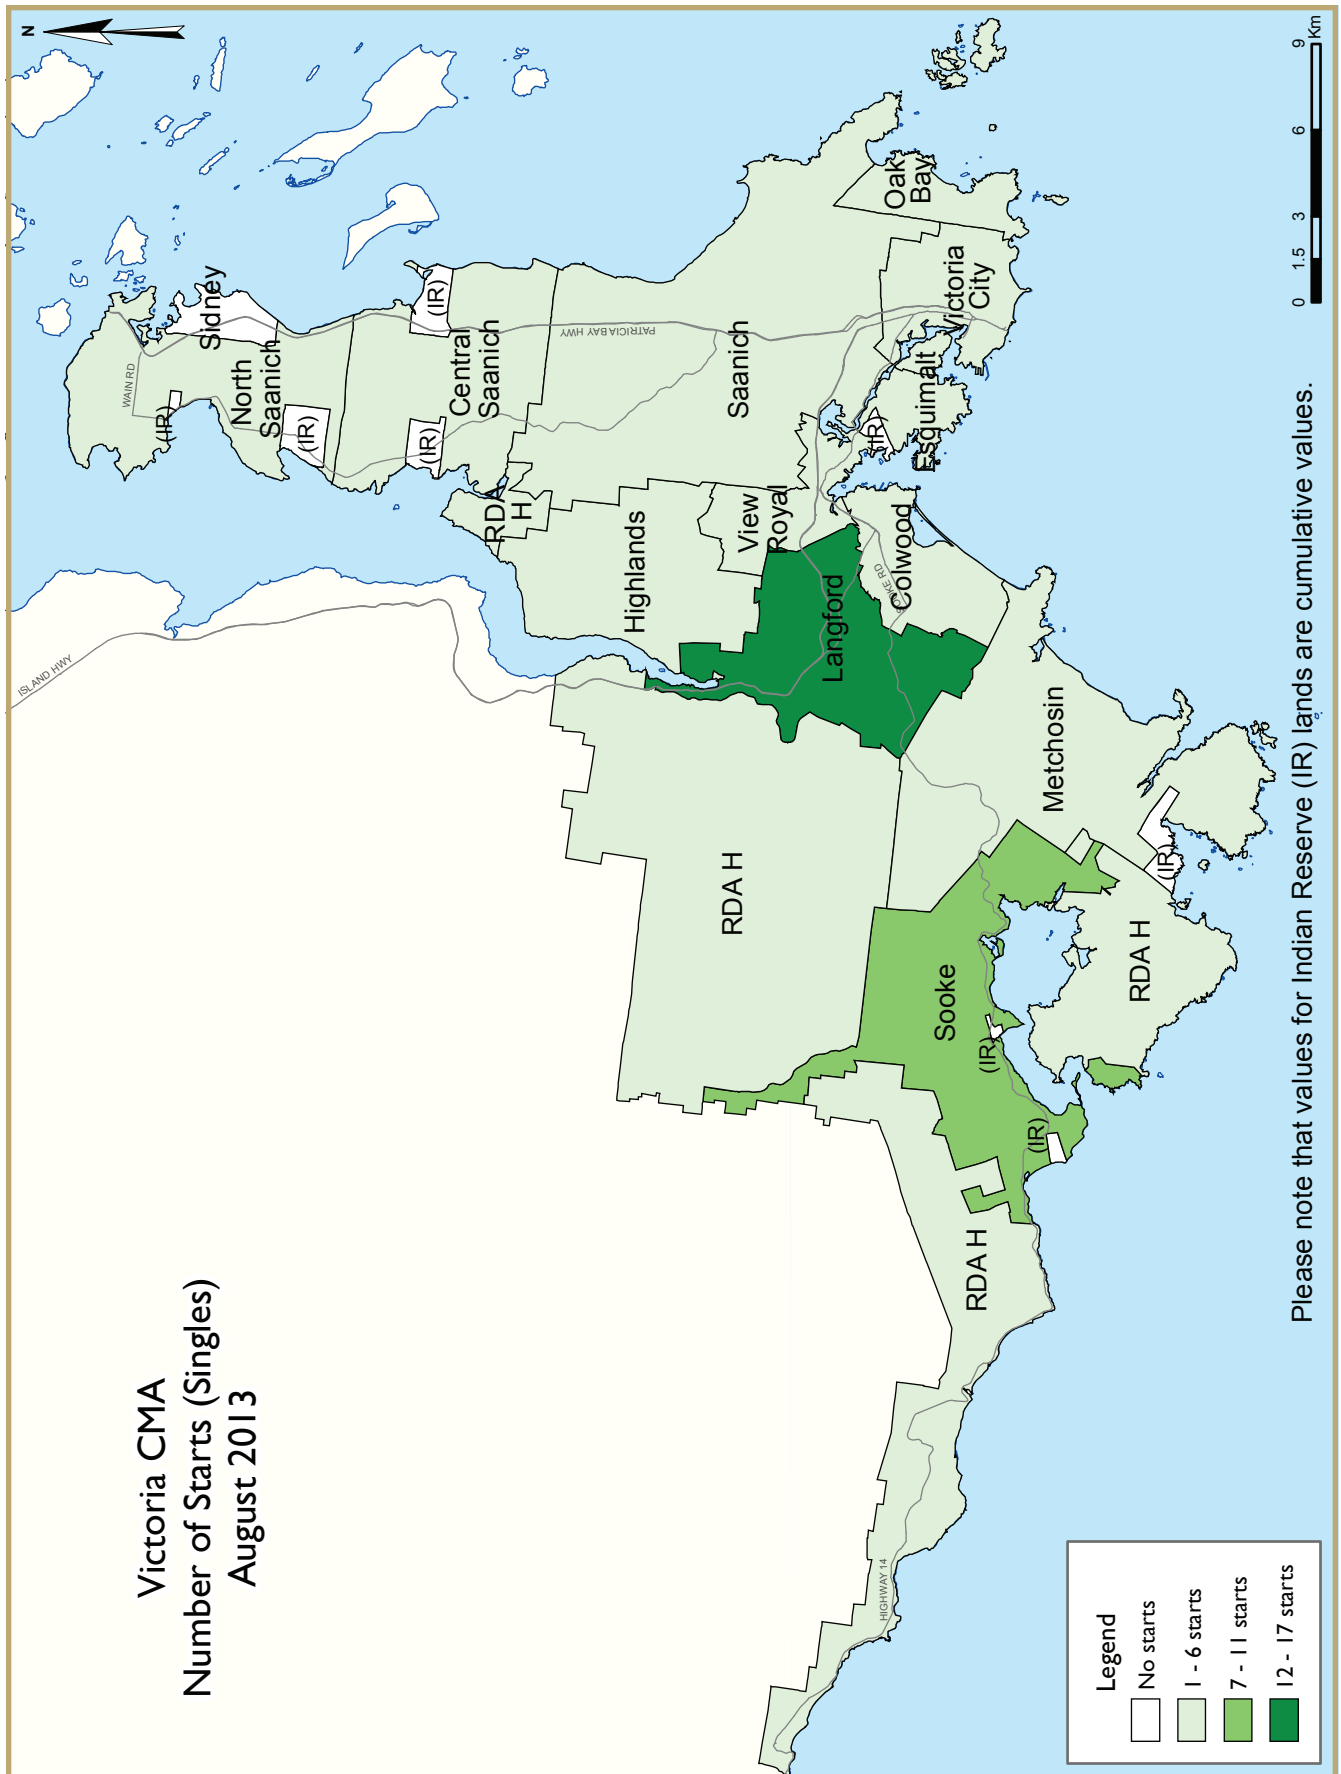 Victoria CMA
Number of Starts (Singles)
August 2013
N
ISLAND HWY
WAIN RD
(IR)
Sidney
North
Saanich
(IR)
(IR)
(IR)
Central
Saanich
PATRICIA BAY HWY
RDA
H
Highlands
Saanich
View
Royal
Oak
Bay
Victoria
City
Esquimalt
(IR)
Colwood
SOOKE RD
Langford
Metchosin
RDA H
Sooke
(IR)
(IR)
(IR)
RDA H
RDA H
HIGHWAY 14
Legend
No starts
1 - 6 starts
7 - 11 starts
12 - 17 starts
0 1.5 3 6 9
Km
Please note that values for Indian Reserve (IR) lands are cumulative values.